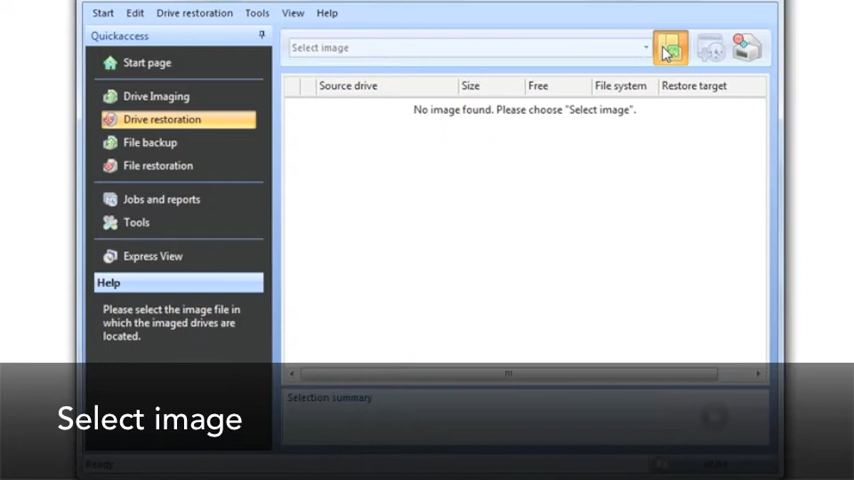 Start Edit Drive restoration Tools View Help
Quickaccess
Start page
Drive Imaging
Drive restoration
File backup
File restoration
Jobs and reports
Tools
Express View
Help
Please select the image file in
which the imaged drives are
located.
Select image
Source drive Size Free File system Restore target
No image found. Please choose "Select image".
Selection summary
Select image
Ready